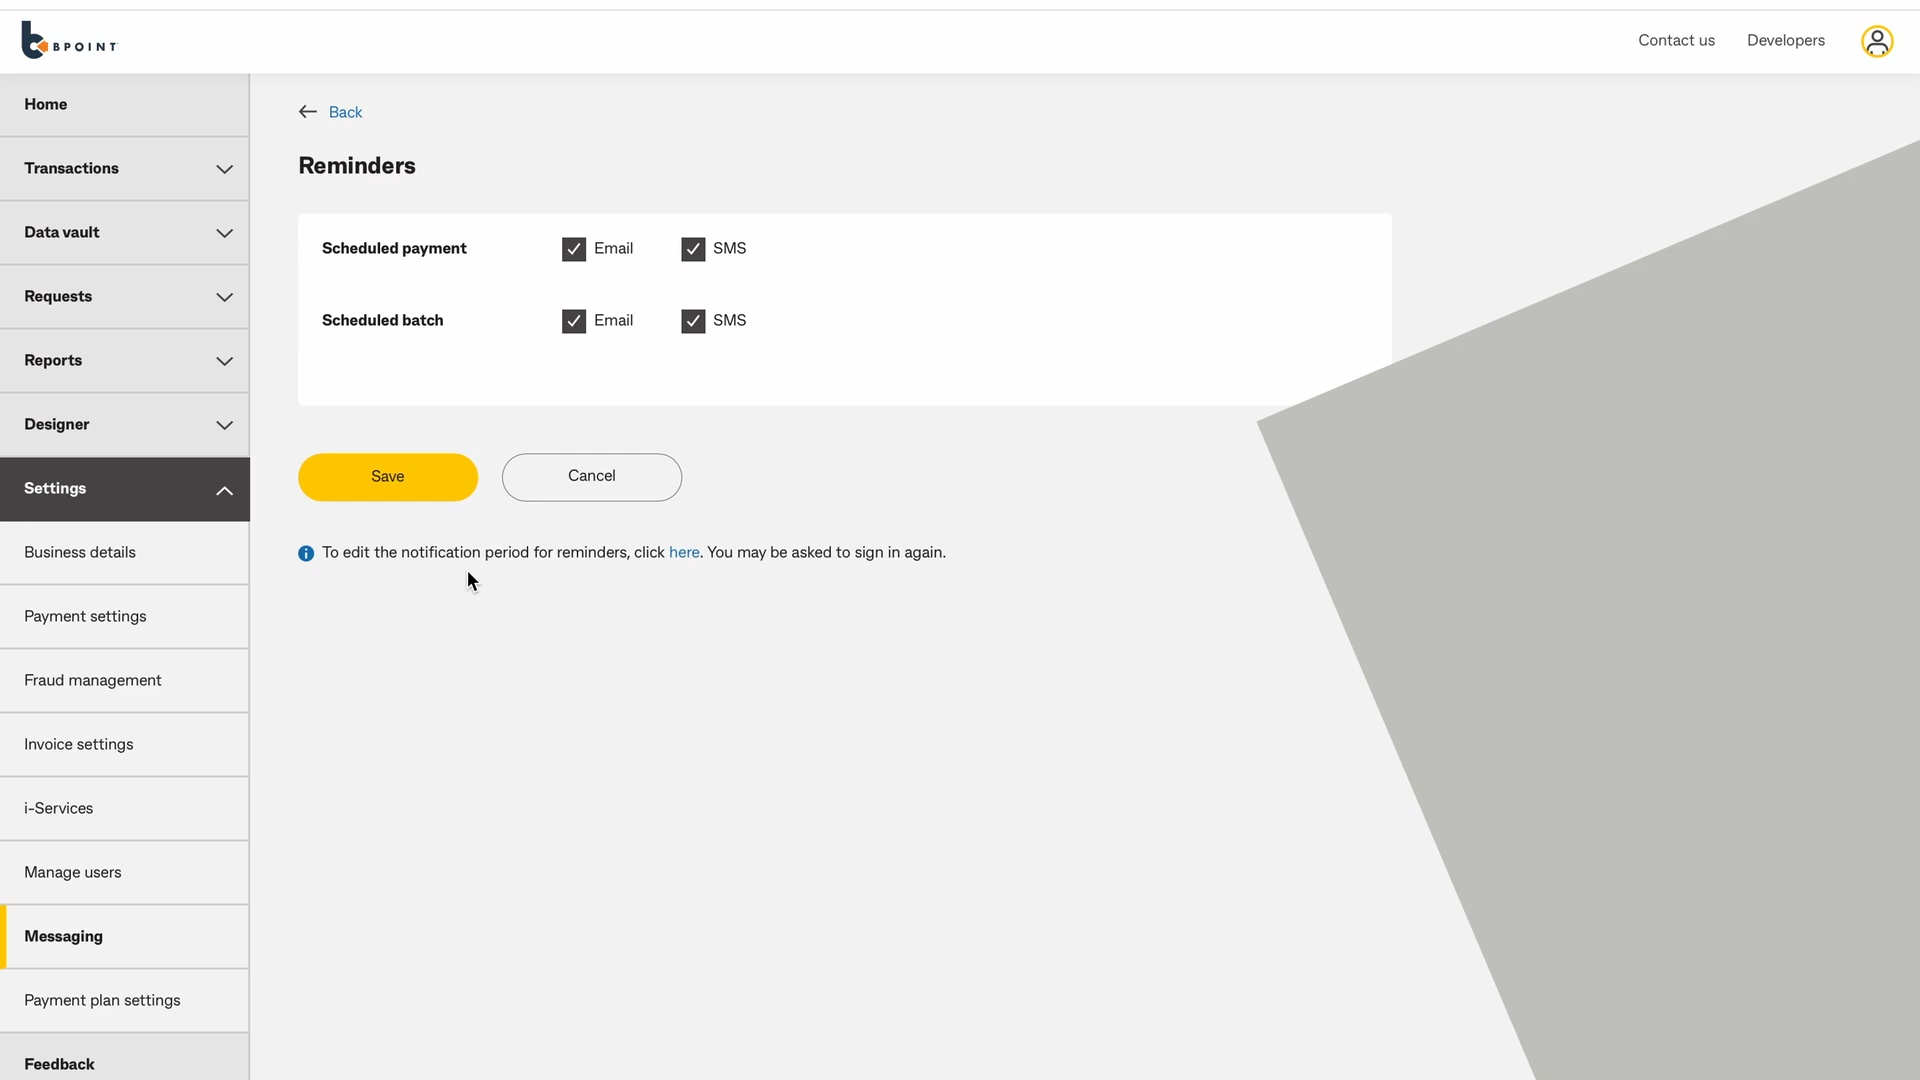 BPOINT
Contact us
Developers
Home
Transactions
Data vault
Requests
Reports
Designer
Settings
Business details
Payment settings
Fraud management
Invoice settings
i-Services
Manage users
Messaging
Payment plan settings
Feedback
Back
Reminders
Scheduled payment Email SMS
Scheduled batch Email SMS
Save Cancel
To edit the notification period for reminders, click here. You may be asked to sign in again.